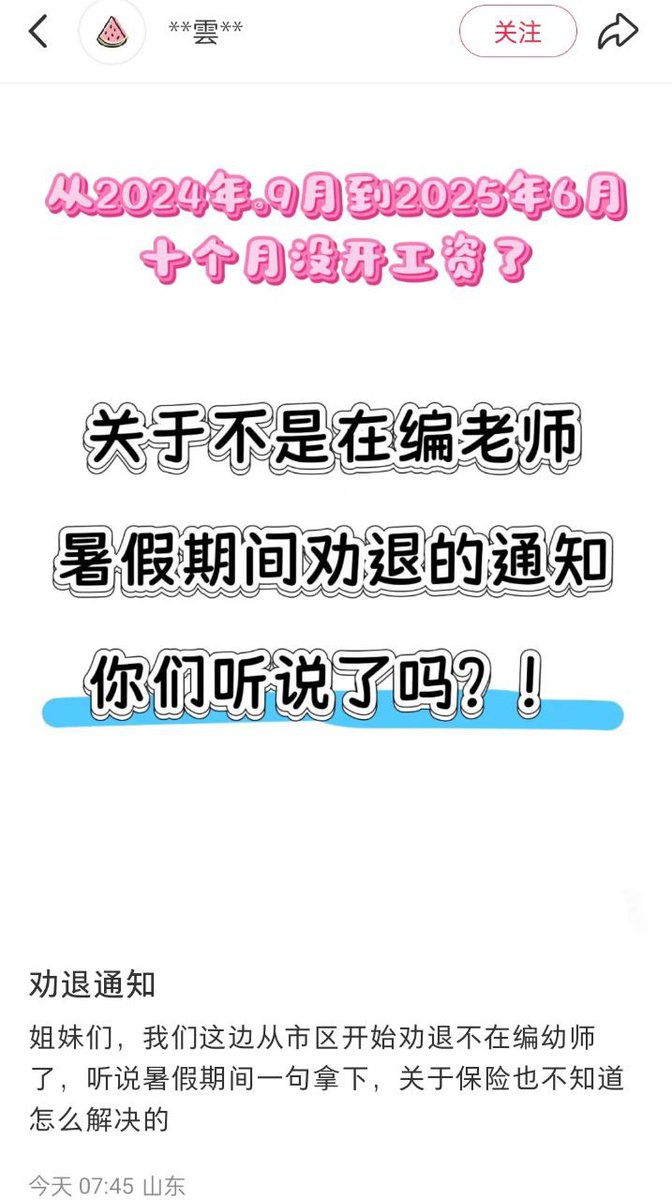 **雲**
关注
从2024年.9月到2025年6月
十个月没开工资了
关于不是在编老师
暑假期间劝退的通知
你们听说了吗？！
劝退通知
姐妹们，我们这边从市区开始劝退不在编幼师
了，听说暑假期间一句拿下，关于保险也不知道
怎么解决的
今天 07:45 山东